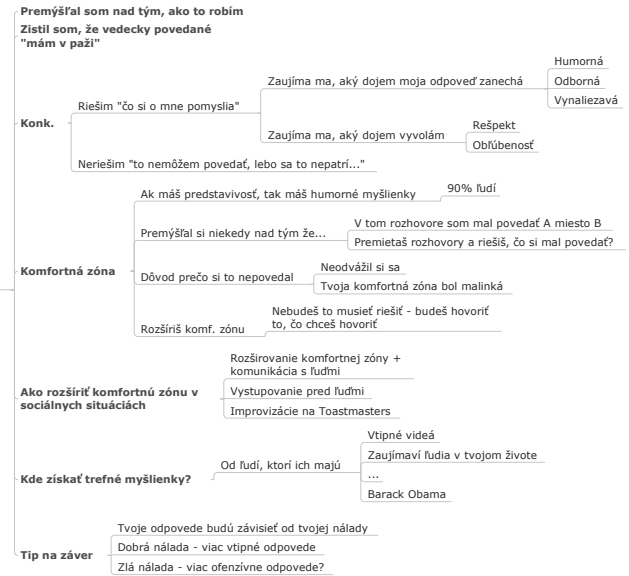 Premýšľal som nad tým, ako to robím
Zistil som, že vedecky povedané
"mám v paži"
Konk.
Riešim "čo si o mne pomyslia"
Zaujíma ma, aký dojem moja odpoveď zanechá
Humorná
Odborná
Vynaliezavá
Zaujíma ma, aký dojem vyvolám
Rešpekt
Obľúbenosť
Neriešim "to nemôžem povedať, lebo sa to nepatrí..."
Komfortná zóna
Ak máš predstavivosť, tak máš humorné myšlienky
90% ľudí
Premýšľal si niekedy nad tým že...
V tom rozhovore som mal povedať A miesto B
Premietaš rozhovory a riešiš, čo si mal povedať?
Dôvod prečo si to nepovedal
Neodvážil si sa
Tvoja komfortná zóna bol malinká
Rozšíriš komf. zónu
Nebudeš to musieť riešiť - budeš hovoriť
to, čo chceš hovoriť
Ako rozšíriť komfortnú zónu v
sociálnych situáciách
Rozširovanie komfortnej zóny +
komunikácia s ľuďmi
Vystupovanie pred ľuďmi
Improvizácie na Toastmasters
Kde získať trefné myšlienky?
Od ľudí, ktorí ich majú
Vtipné videá
Zaujímaví ľudia v tvojom živote
...
Barack Obama
Tip na záver
Tvoje odpovede budú závisieť od tvojej nálady
Dobrá nálada - viac vtipné odpovede
Zlá nálada - viac ofenzívne odpovede?